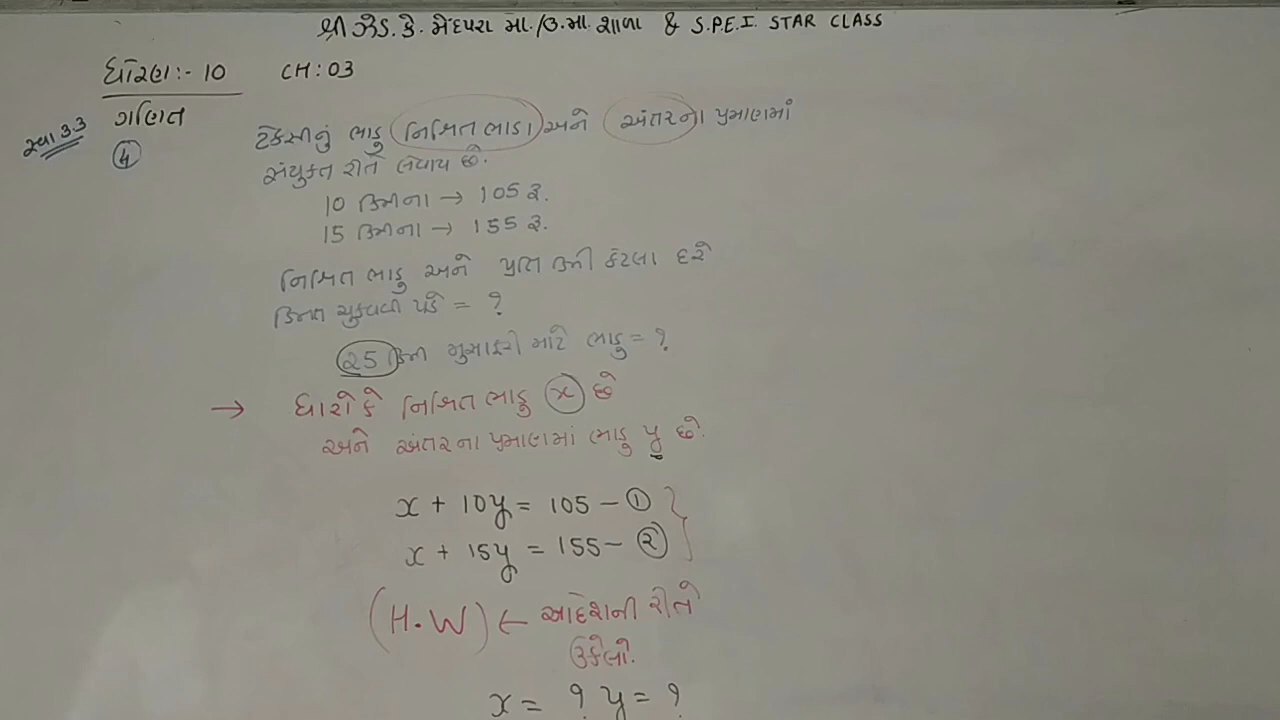 શ્રી ઝેડ.કે. મેંદપરા મા./ઉ.મા. શાળા & S.P.E.I. STAR CLASS
ધોરણ:- 10 CH: 03
ગણિત
સ્વા 3.3
④
ટેક્સીનું ભાડુ નિશ્ચિત ભાડા અને અંતરના પ્રમાણમાં
સંયુક્ત રીતે લેવાય છે.
10 કિમીના → 105 રૂ.
15 કિમીના → 155 રૂ.
નિશ્ચિત ભાડુ અને પ્રતિ કિમી કેટલા દરે
કિંમત ચુકવવી પડે = ?
25 કિમી મુસાફરી માટે ભાડુ = ?
→ ધારો કે નિશ્ચિત ભાડુ x છે
અને અંતરના પ્રમાણમાં ભાડુ y છે.
x + 10y = 105 – ①
x + 15y = 155 – ②
(H.W) ← આદેશની રીતે
ઉકેલો.
x = ? y = ?